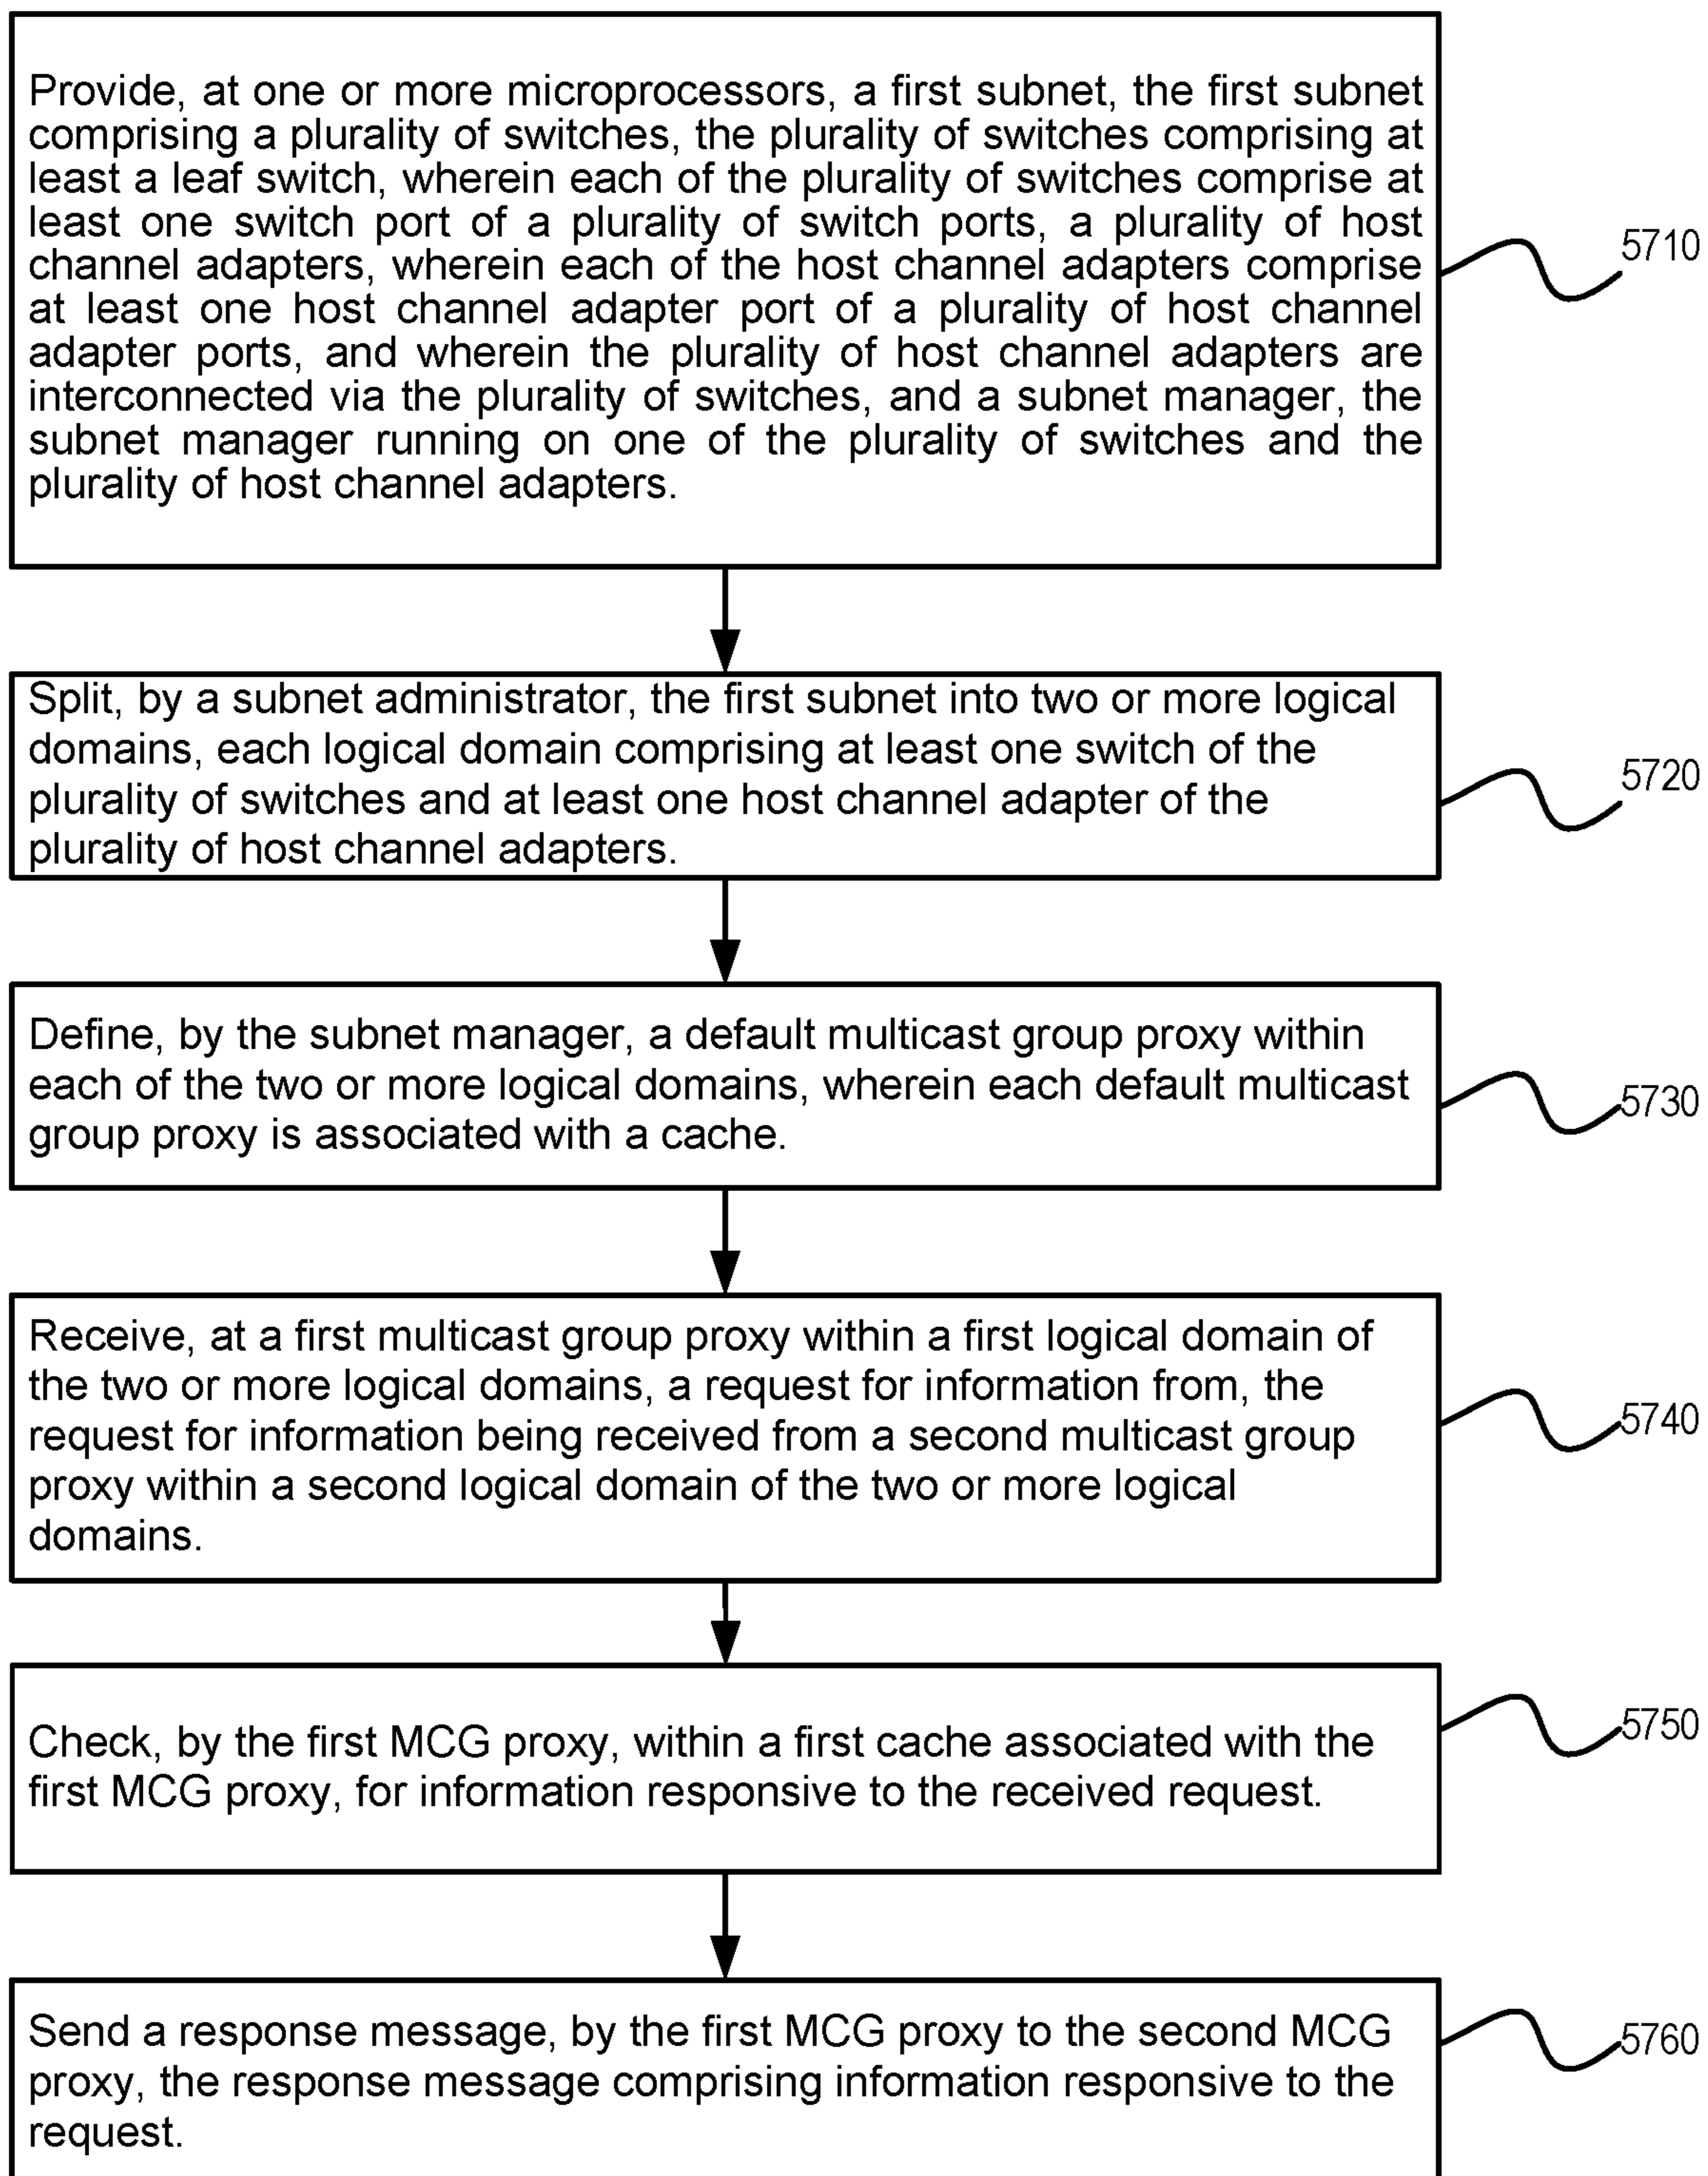 Provide, at one or more microprocessors, a first subnet, the first subnet
comprising a plurality of switches, the plurality of switches comprising at
least a leaf switch, wherein each of the plurality of switches comprise at
least one switch port of a plurality of switch ports, a plurality of host
channel adapters, wherein each of the host channel adapters comprise
at least one host channel adapter port of a plurality of host channel
adapter ports, and wherein the plurality of host channel adapters are
interconnected via the plurality of switches, and a subnet manager, the
subnet manager running on one of the plurality of switches and the
plurality of host channel adapters.
5710
Split, by a subnet administrator, the first subnet into two or more logical
domains, each logical domain comprising at least one switch of the
plurality of switches and at least one host channel adapter of the
plurality of host channel adapters.
5720
Define, by the subnet manager, a default multicast group proxy within
each of the two or more logical domains, wherein each default multicast
group proxy is associated with a cache.
5730
Receive, at a first multicast group proxy within a first logical domain of
the two or more logical domains, a request for information from, the
request for information being received from a second multicast group
proxy within a second logical domain of the two or more logical
domains.
5740
Check, by the first MCG proxy, within a first cache associated with the
first MCG proxy, for information responsive to the received request.
5750
Send a response message, by the first MCG proxy to the second MCG
proxy, the response message comprising information responsive to the
request.
5760